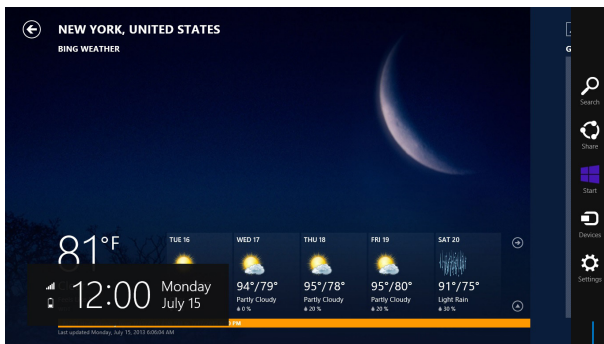 NEW YORK, UNITED STATES
BING WEATHER
Search
Share
Start
Devices
Settings
81°F
TUE 16
WED 17
94°/79°
Partly Cloudy
0 %
THU 18
95°/78°
Partly Cloudy
20 %
FRI 19
95°/80°
Partly Cloudy
20 %
SAT 20
91°/75°
Light Rain
30 %
12:00
Monday
July 15
PM
Last updated Monday, July 15, 2013 6:06:04 AM